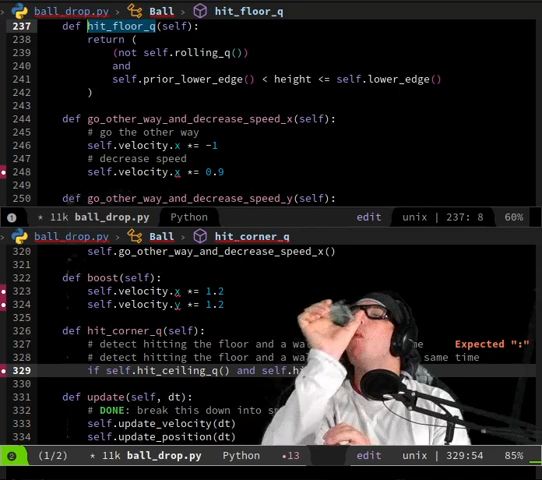 ball_drop.py › Ball › hit_floor_q
237 def hit_floor_q(self):
238 return (
239 (not self.rolling_q())
240 and
241 self.prior_lower_edge() < height <= self.lower_edge()
242 )
243
244 def go_other_way_and_decrease_speed_x(self):
245 # go the other way
246 self.velocity.x *= -1
247 # decrease speed
248 self.velocity.x *= 0.9
249
250 def go_other_way_and_decrease_speed_y(self):
1 * 11k ball_drop.py Python edit unix | 237: 8 60%
ball_drop.py › Ball › hit_corner_q
320 self.go_other_way_and_decrease_speed_x()
321
322 def boost(self):
323 self.velocity.x *= 1.2
324 self.velocity.y *= 1.2
325
326 def hit_corner_q(self):
327 # detect hitting the floor and a wa me Expected ":"
328 # detect hitting the floor and a same time
329 if self.hit_ceiling_q() and self.hi
330
331 def update(self, dt):
332 # DONE: break this down into
333 self.update_velocity(dt)
334 self.update_position(dt)
2 (1/2) * 11k ball_drop.py Python •13 edit unix | 329:54 85%